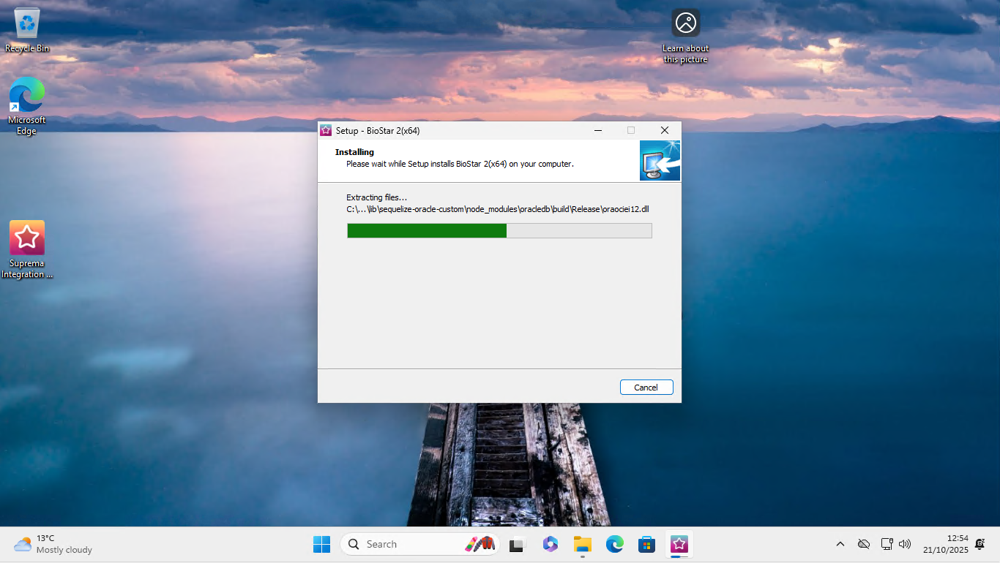 Recycle Bin
Learn about
this picture
Microsoft
Edge
Setup - BioStar 2(x64)
Installing
Please wait while Setup installs BioStar 2(x64) on your computer.
Extracting files...
C:\...\lib\sequelize-oracle-custom\node_modules\oracledb\build\Release\oraociei12.dll
Suprema
Integration ...
Cancel
13°C
Mostly cloudy
Search
12:54
21/10/2025